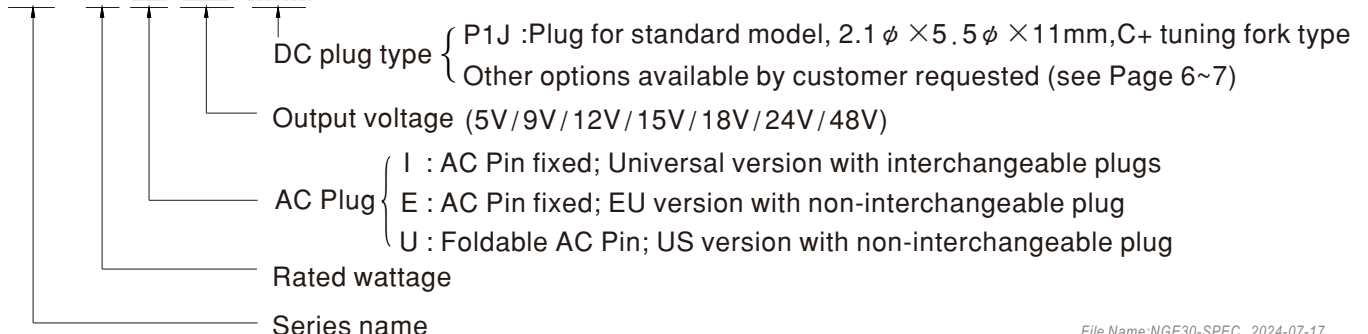 DC plug type { P1J :Plug for standard model, 2.1 φ ×5.5 φ ×11mm,C+ tuning fork type
Other options available by customer requested (see Page 6~7)
Output voltage (5V/9V/12V/15V/18V/24V/48V)
I : AC Pin fixed; Universal version with interchangeable plugs
AC Plug { E : AC Pin fixed; EU version with non-interchangeable plug
U : Foldable AC Pin; US version with non-interchangeable plug
Rated wattage
Series name
File Name:NGE30-SPEC 2024-07-17